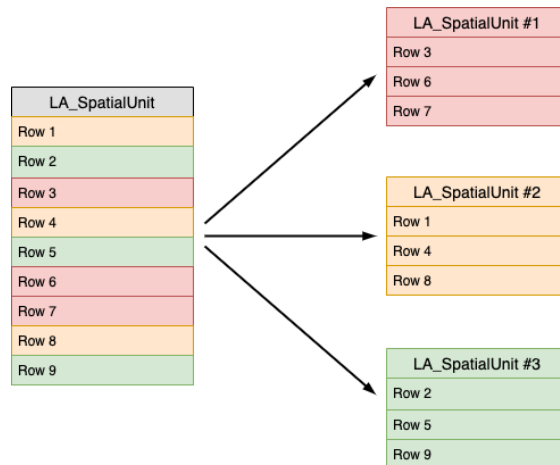 LA_SpatialUnit
Row 1
Row 2
Row 3
Row 4
Row 5
Row 6
Row 7
Row 8
Row 9
LA_SpatialUnit #1
Row 3
Row 6
Row 7
LA_SpatialUnit #2
Row 1
Row 4
Row 8
LA_SpatialUnit #3
Row 2
Row 5
Row 9